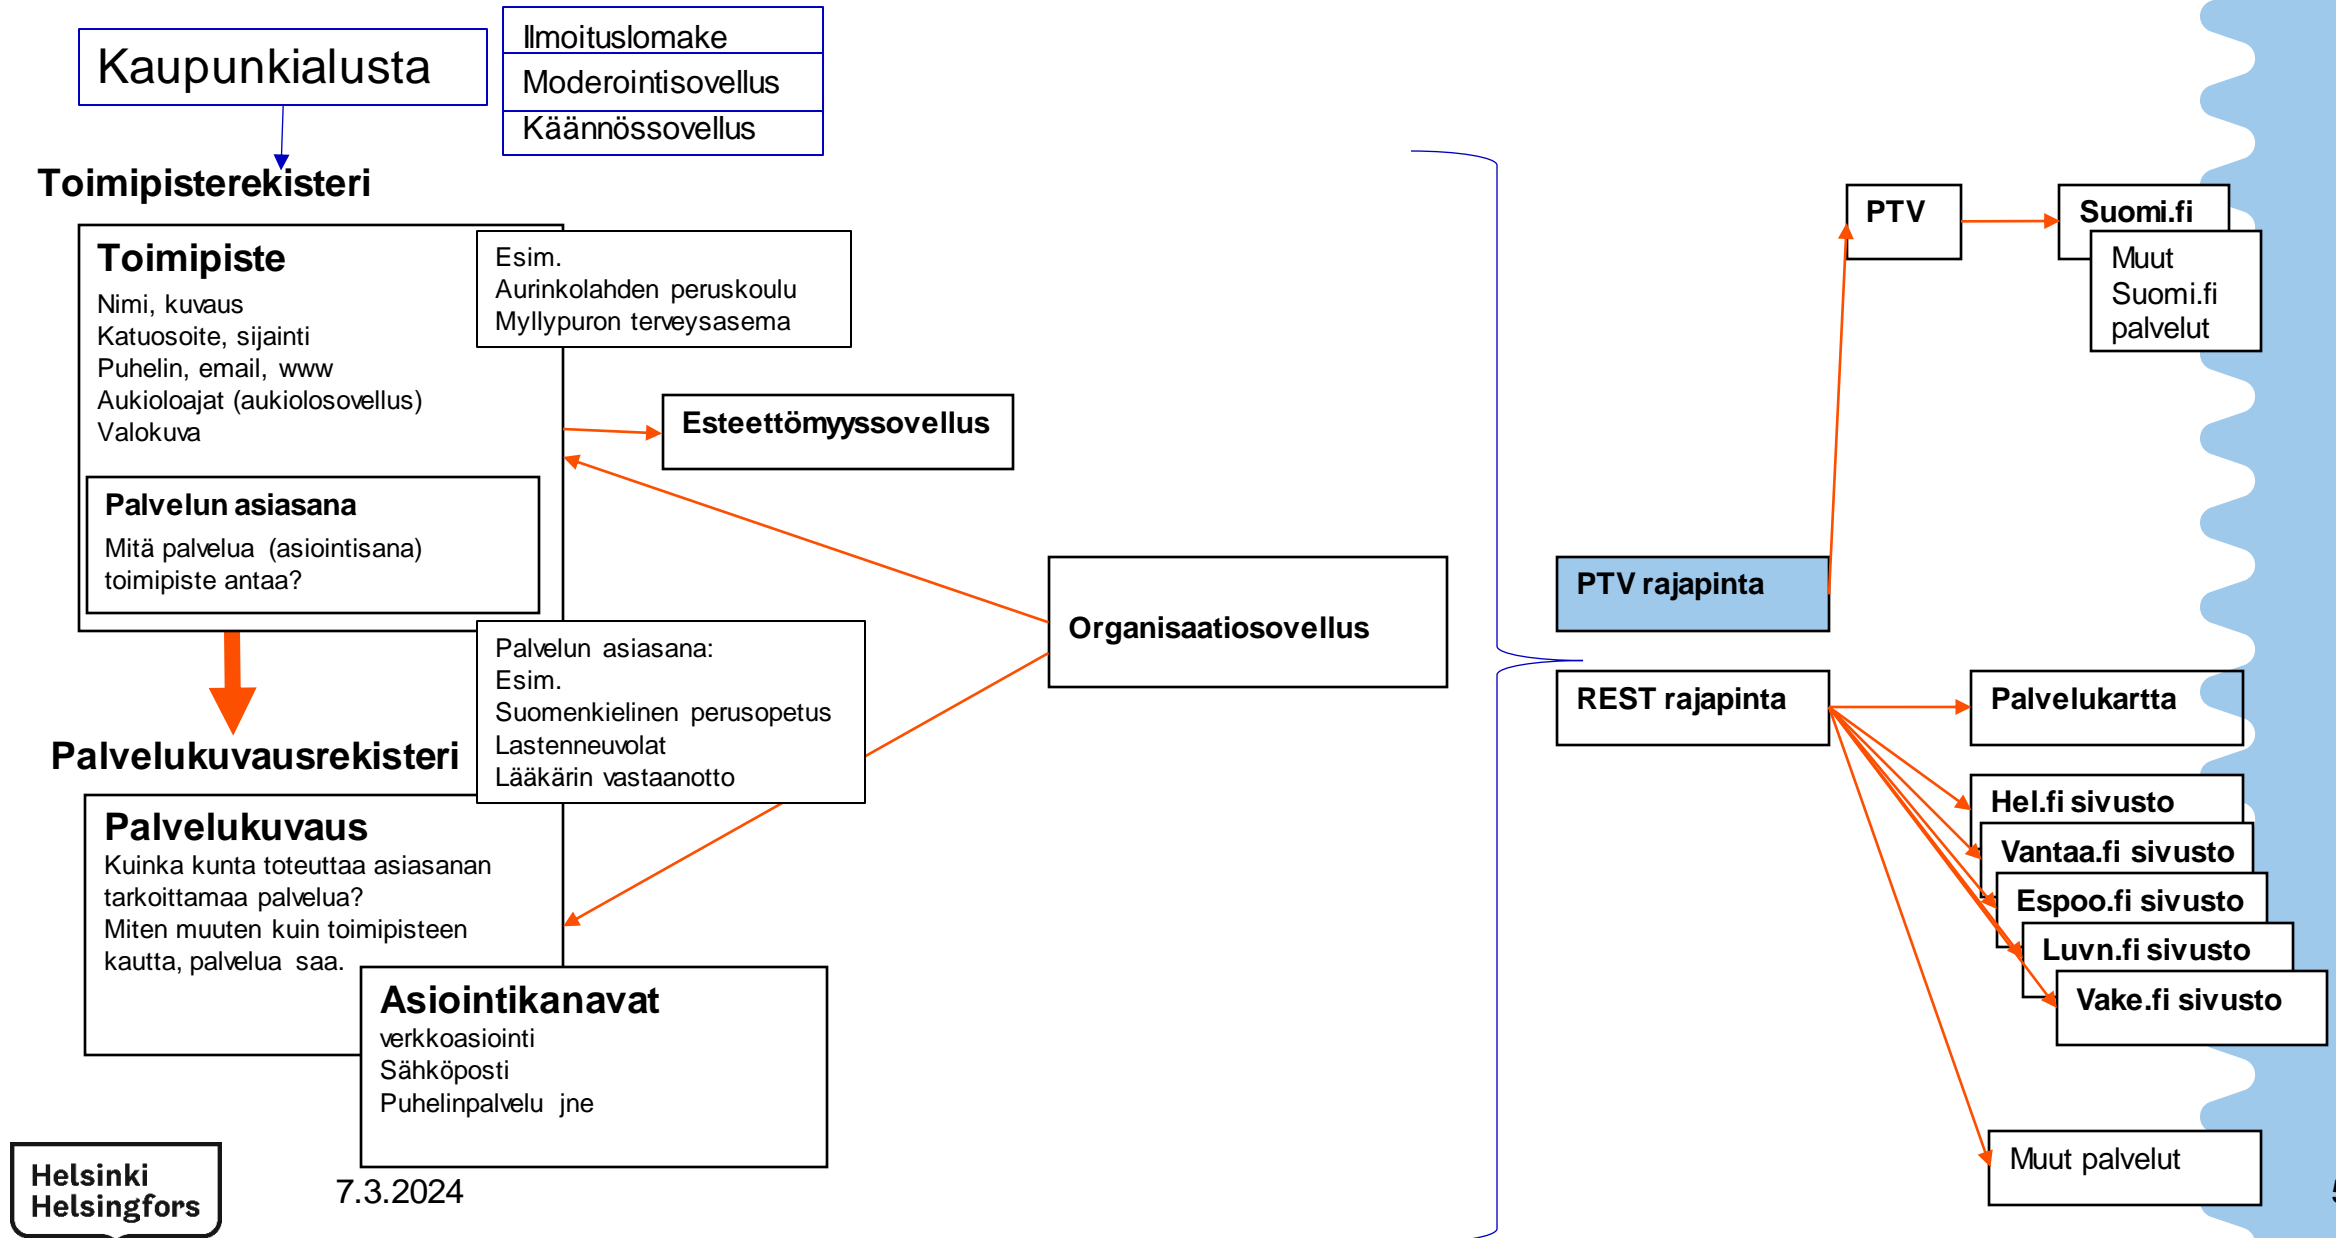 Kaupunkialusta
Ilmoituslomake
Moderointisovellus
Käännössovellus
Toimipisterekisteri
Toimipiste
Nimi, kuvaus
Katuosoite, sijainti
Puhelin, email, www
Aukioloajat (aukiolosovellus)
Valokuva
Esim.
Aurinkolahden peruskoulu
Myllypuron terveysasema
Esteettömyyssovellus
Palvelun asiasana
Mitä palvelua (asiointisana)
toimipiste antaa?
Palvelun asiasana:
Esim.
Suomenkielinen perusopetus
Lastenneuvolat
Lääkärin vastaanotto
Organisaatiosovellus
Palvelukuvausrekisteri
Palvelukuvaus
Kuinka kunta toteuttaa asiasanan
tarkoittamaa palvelua?
Miten muuten kuin toimipisteen
kautta, palvelua saa.
Asiointikanavat
verkkoasiointi
Sähköposti
Puhelinpalvelu jne
PTV
Suomi.fi
Muut
Suomi.fi
palvelut
PTV rajapinta
REST rajapinta
Palvelukartta
Hel.fi sivusto
Vantaa.fi sivusto
Espoo.fi sivusto
Luvn.fi sivusto
Vake.fi sivusto
Muut palvelut
Helsinki
Helsingfors
7.3.2024